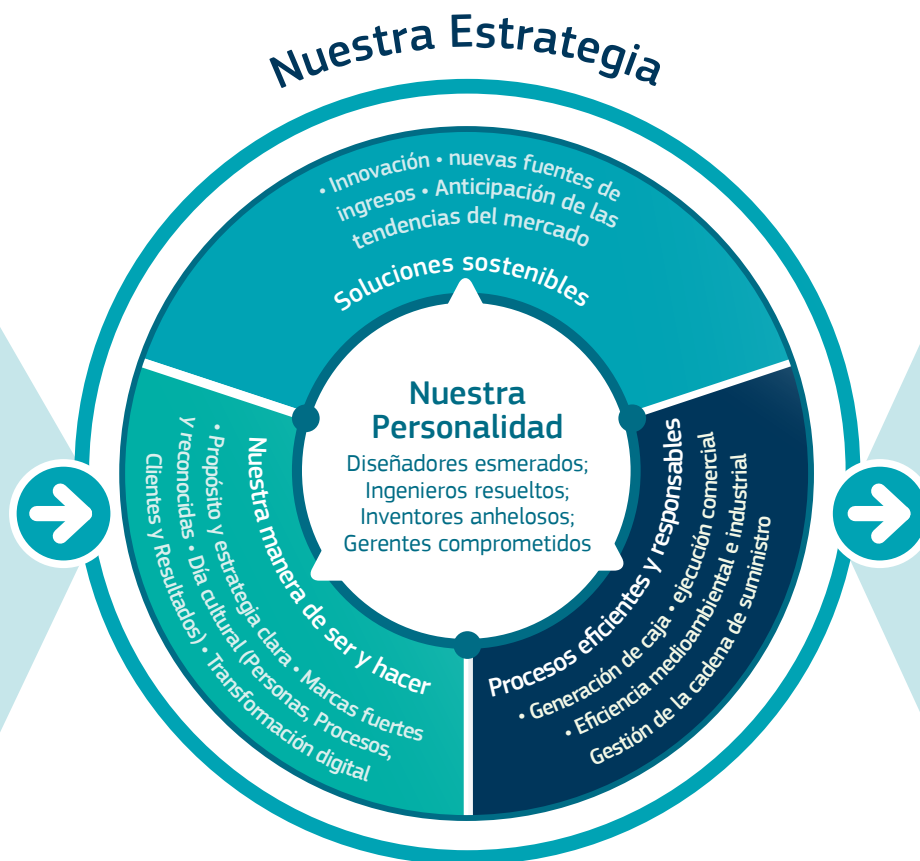 Nuestra Estrategia
• Innovación • nuevas fuentes de
ingresos • Anticipación de las
tendencias del mercado
Soluciones sostenibles
Nuestra
Personalidad
Diseñadores esmerados;
Ingenieros resueltos;
Inventores anhelosos;
Gerentes comprometidos
Nuestra manera de ser y hacer
• Propósito y estrategia clara • Marcas fuertes
y reconocidas • Día cultural (Personas, Procesos,
Clientes y Resultados) • Transformación digital
Procesos eficientes y responsables
• Generación de caja • ejecución comercial
• Eficiencia medioambiental e industrial
Gestión de la cadena de suministro